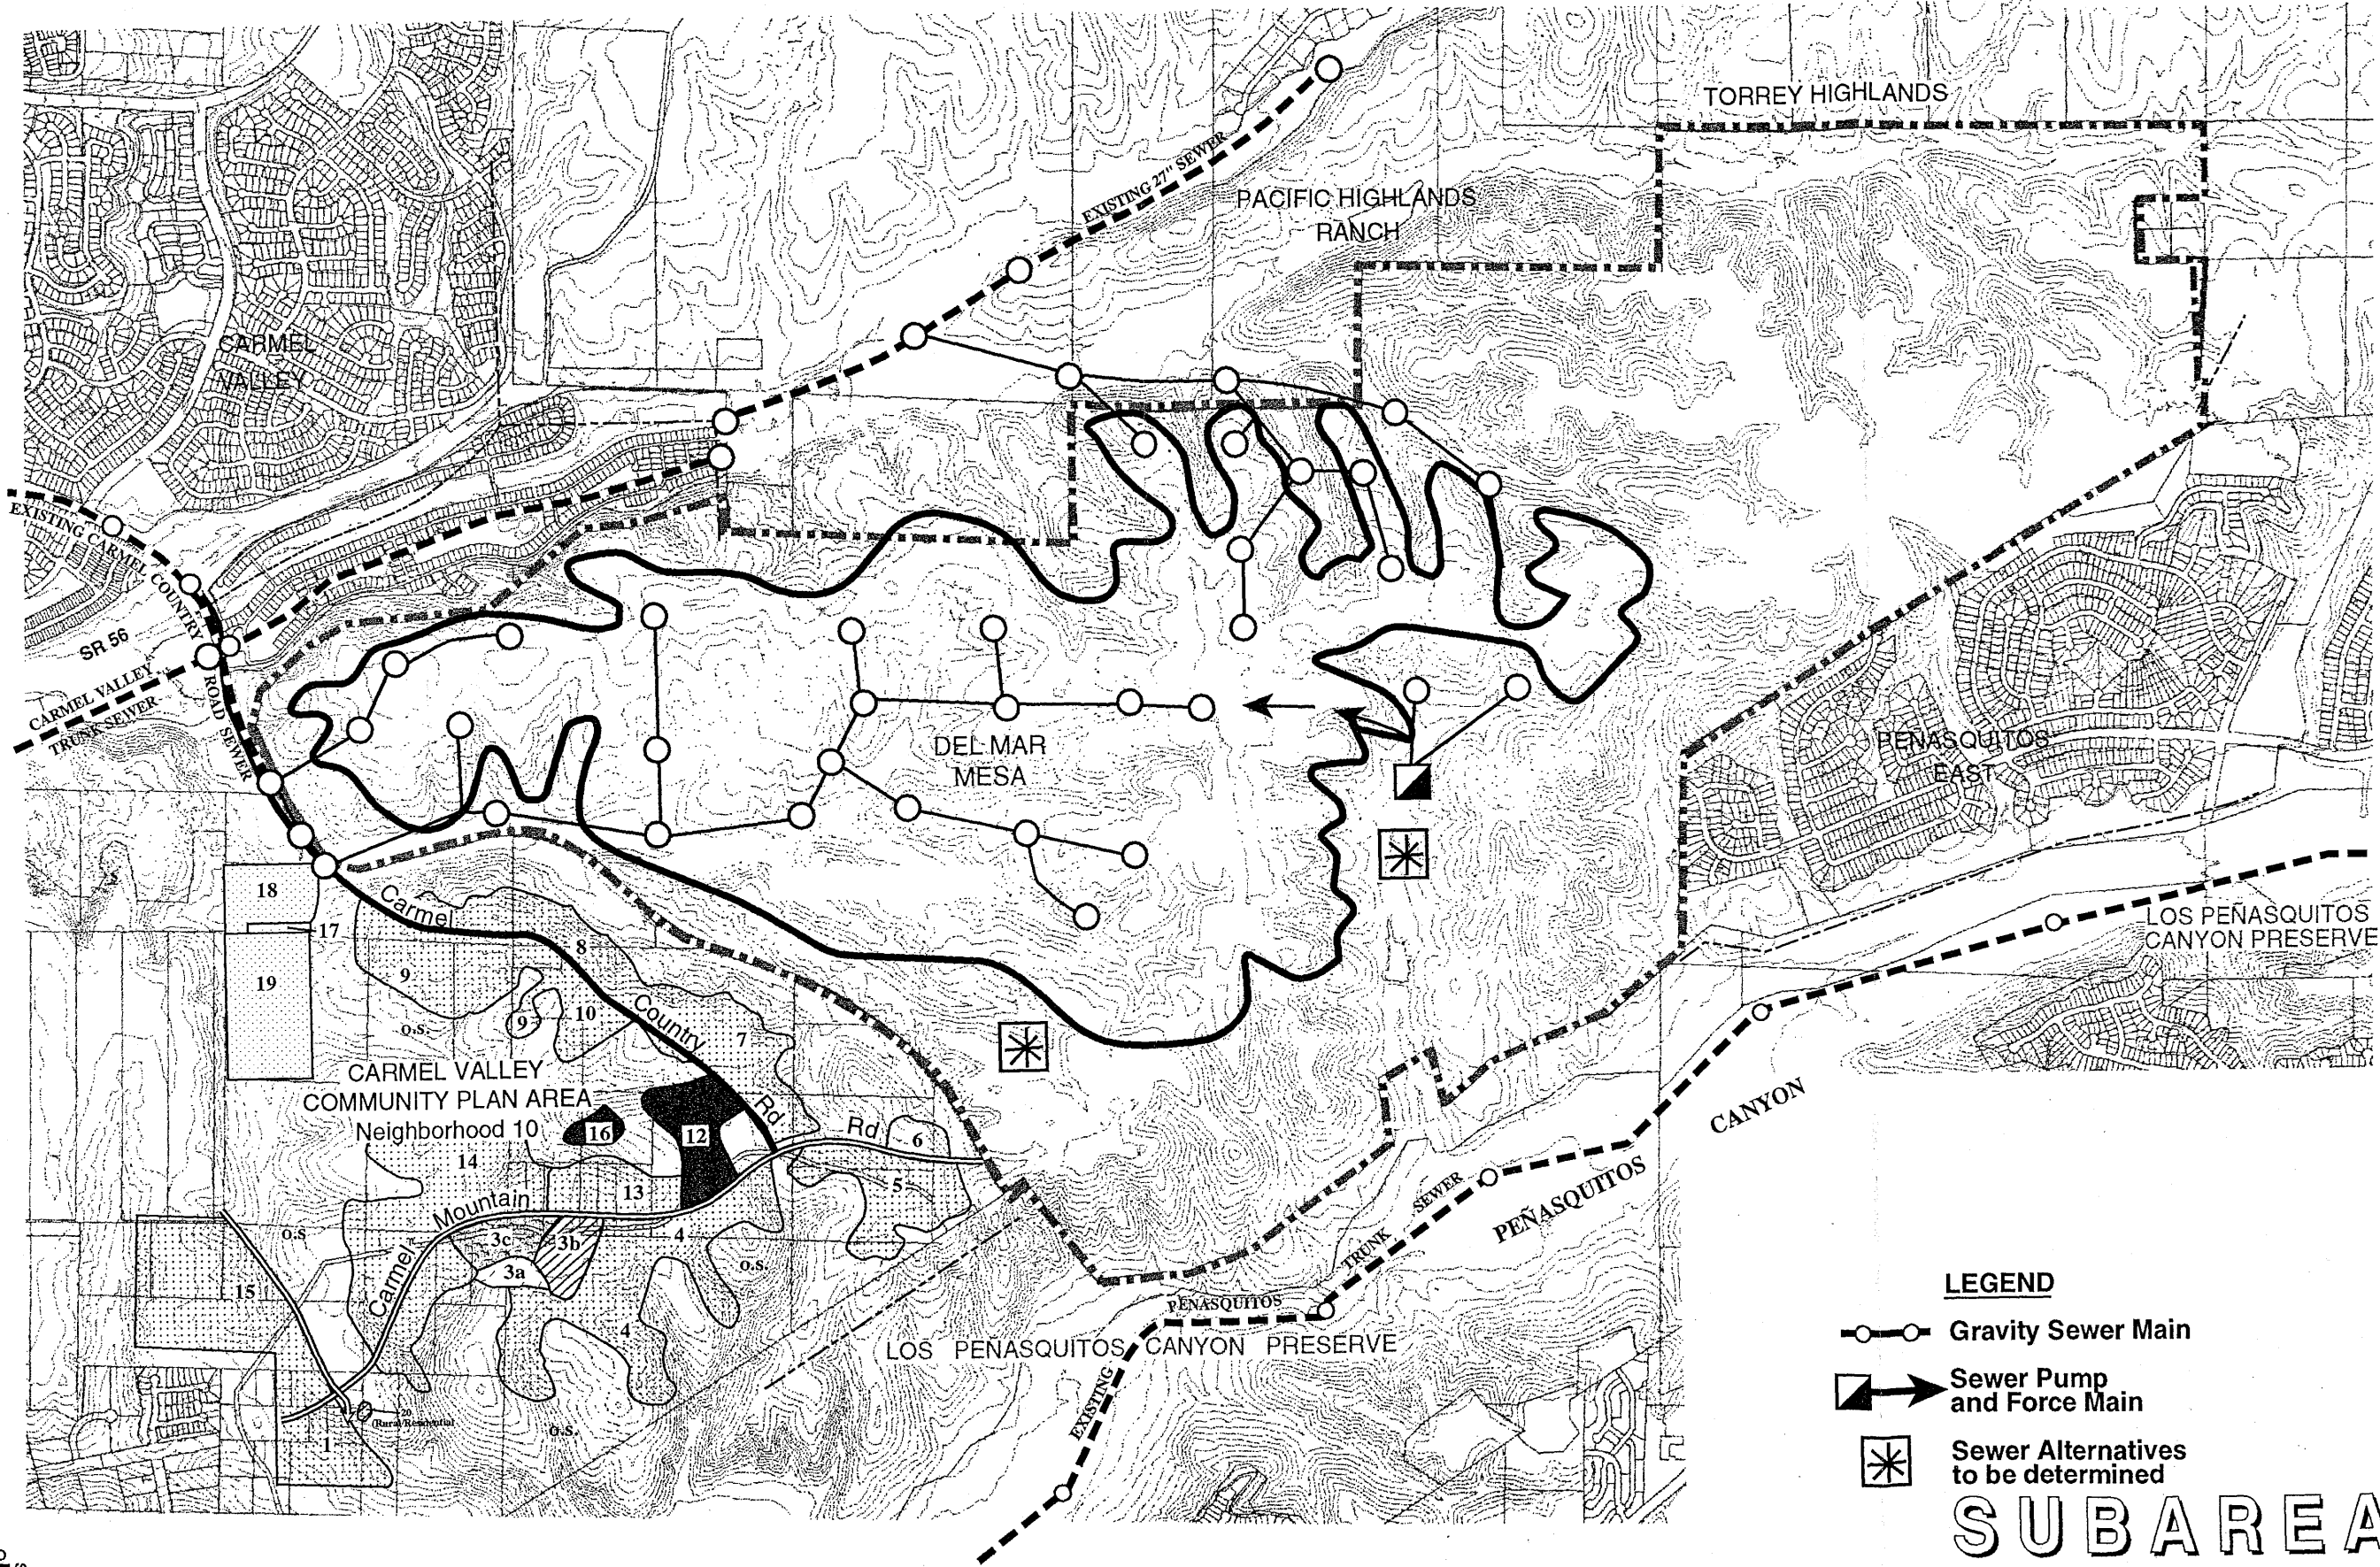 TORREY HIGHLANDS
EXISTING 27" SEWER
PACIFIC HIGHLANDS
RANCH
CARMEL
VALLEY
EXISTING CARMEL COUNTRY
ROAD SEWER
SR 56
CARMEL VALLEY
TRUNK SEWER
DEL MAR
MESA
PEÑASQUITOS
EAST
LOS PEÑASQUITOS
CANYON PRESERVE
18
17
19
Carmel
Country
Rd
8
9
9
10
7
o.s.
CARMEL VALLEY
COMMUNITY PLAN AREA
Neighborhood 10
16
12
Rd
6
14
13
5
Mountain
Carmel
o.s
3c
3b
3a
4
o.s.
15
4
20
(Rural/Residential
1
o.s.
CANYON
PEÑASQUITOS
SEWER
TRUNK
PEÑASQUITOS
EXISTING
LOS PEÑASQUITOS CANYON PRESERVE
LEGEND
Gravity Sewer Main
Sewer Pump
and Force Main
Sewer Alternatives
to be determined
SUBAREA